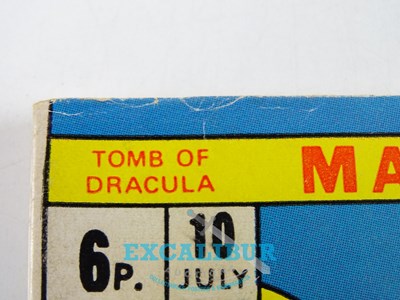 TOMB OF
DRACULA
MA
6P.
10
JULY
EXCALIBUR